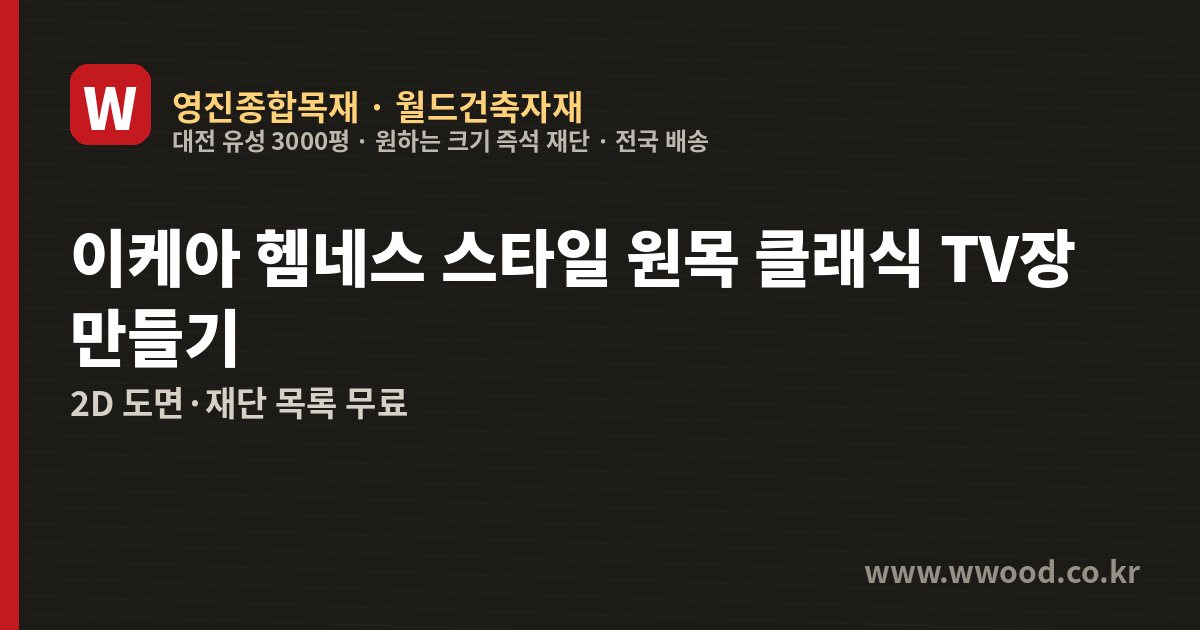 W
영진종합목재 · 월드건축자재
대전 유성 3000평 · 원하는 크기 즉석 재단 · 전국 배송
이케아 헴네스 스타일 원목 클래식 TV장
만들기
2D 도면·재단 목록 무료
www.wwood.co.kr